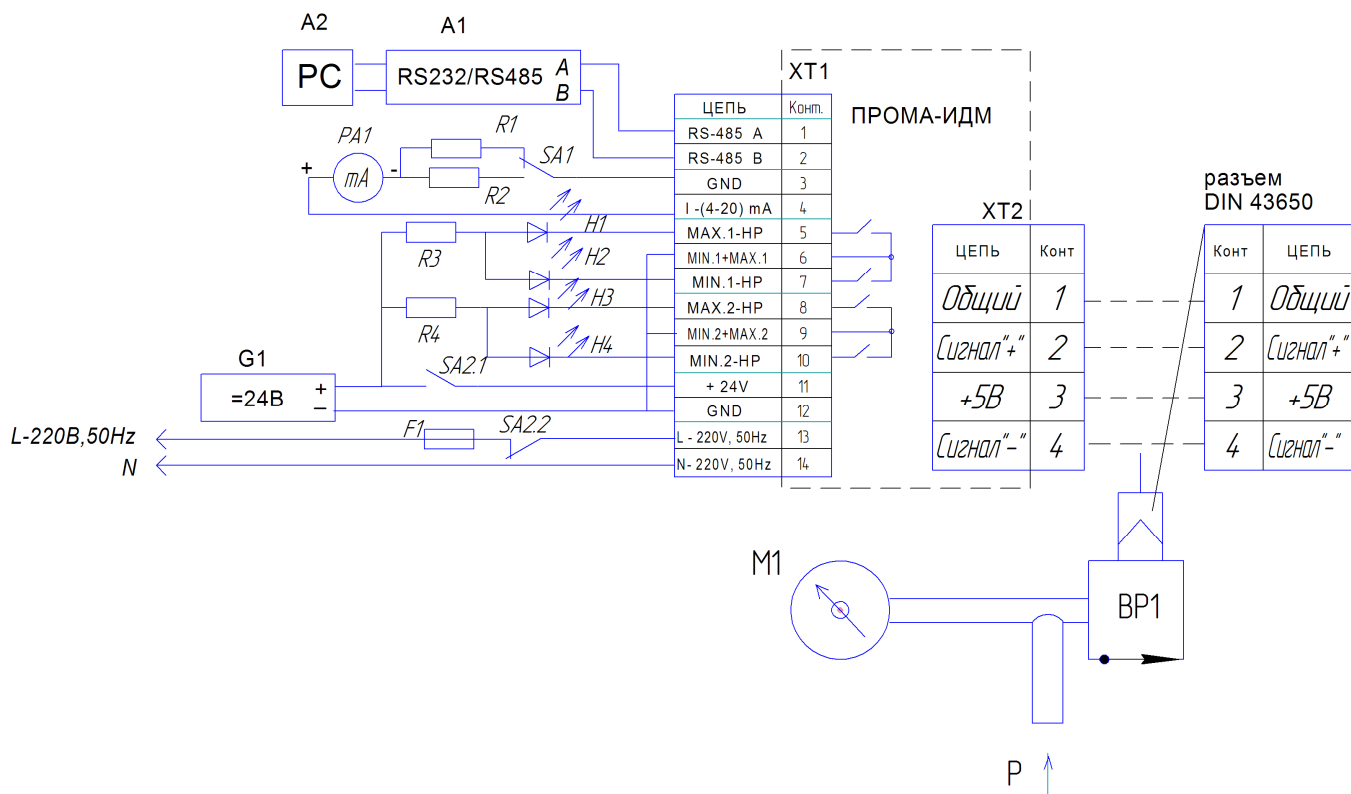 A2
A1
PC
RS232/RS485
A
B
PA1
+
mA
-
R1
R2
SA1
H1
H2
H3
H4
R3
R4
G1
=24В
+
–
SA2.1
SA2.2
F1
L-220В,50Hz
N
XT1
ПРОМА-ИДМ
ЦЕПЬ Конт.
RS-485 A 1
RS-485 B 2
GND 3
I -(4-20) mA 4
MAX.1-HP 5
MIN.1+MAX.1 6
MIN.1-HP 7
MAX.2-HP 8
MIN.2+MAX.2 9
MIN.2-HP 10
+ 24V 11
GND 12
L - 220V, 50Hz 13
N- 220V, 50Hz 14
XT2
ЦЕПЬ Конт
Общий 1
Сигнал"+" 2
+5В 3
Сигнал"-" 4
разъем
DIN 43650
Конт ЦЕПЬ
1 Общий
2 Сигнал"+"
3 +5В
4 Сигнал"-"
М1
ВР1
Р